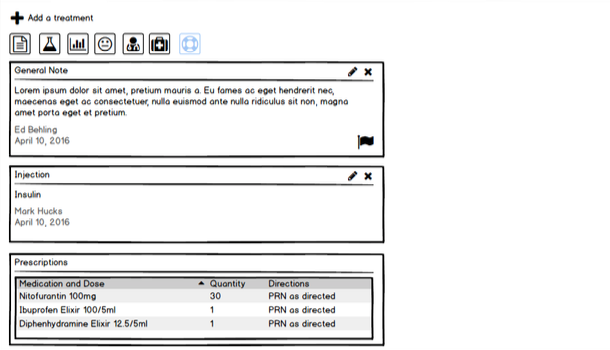 Add a treatment
General Note
Lorem ipsum dolor sit amet, pretium mauris a. Eu fames ac eget hendrerit nec,
maecenas eget ac consectetuer, nulla euismod ante nulla ridiculus sit non, magna
amet porta eget et pretium.
Ed Behling
April 10, 2016
Injection
Insulin
Mark Hucks
April 10, 2016
Prescriptions
Medication and Dose Quantity Directions
Nitofurantin 100mg 30 PRN as directed
Ibuprofen Elixir 100/5ml 1 PRN as directed
Diphenhydramine Elixir 12.5/5ml 1 PRN as directed